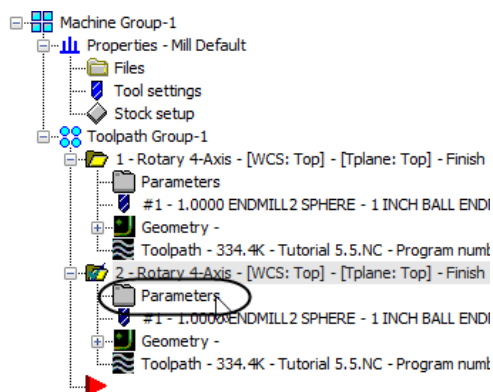 Machine Group-1
Properties - Mill Default
Files
Tool settings
Stock setup
Toolpath Group-1
1 - Rotary 4-Axis - [WCS: Top] - [Tplane: Top] - Finish
Parameters
#1 - 1.0000 ENDMILL2 SPHERE - 1 INCH BALL ENDM
Geometry -
Toolpath - 334.4K - Tutorial 5.5.NC - Program numb
2 - Rotary 4-Axis - [WCS: Top] - [Tplane: Top] - Finish
Parameters
#1 - 1.0000 ENDMILL2 SPHERE - 1 INCH BALL ENDM
Geometry -
Toolpath - 334.4K - Tutorial 5.5.NC - Program numb